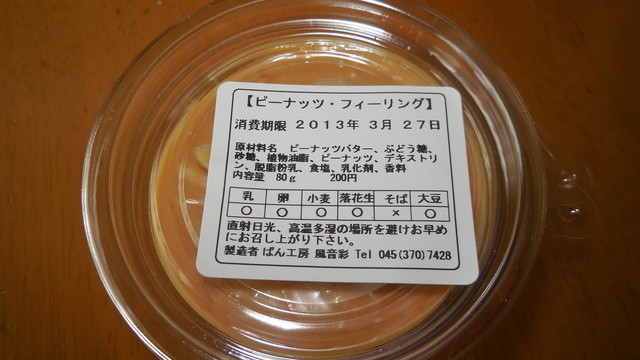 【ピーナッツ・フィーリング】
消費期限 2013年 3月 27日
原材料名 ピーナッツバター、ぶどう糖、
砂糖、植物油脂、ピーナッツ、デキストリ
ン、脱脂粉乳、食塩、乳化剤、香料
内容量 80g 200円
乳 卵 小麦 落花生 そば 大豆
○ ○ ○ ○ × ○
直射日光、高温多湿の場所を避けお早め
にお召し上がり下さい。
製造者 ぱん工房 風音彩 Tel 045(370)7428